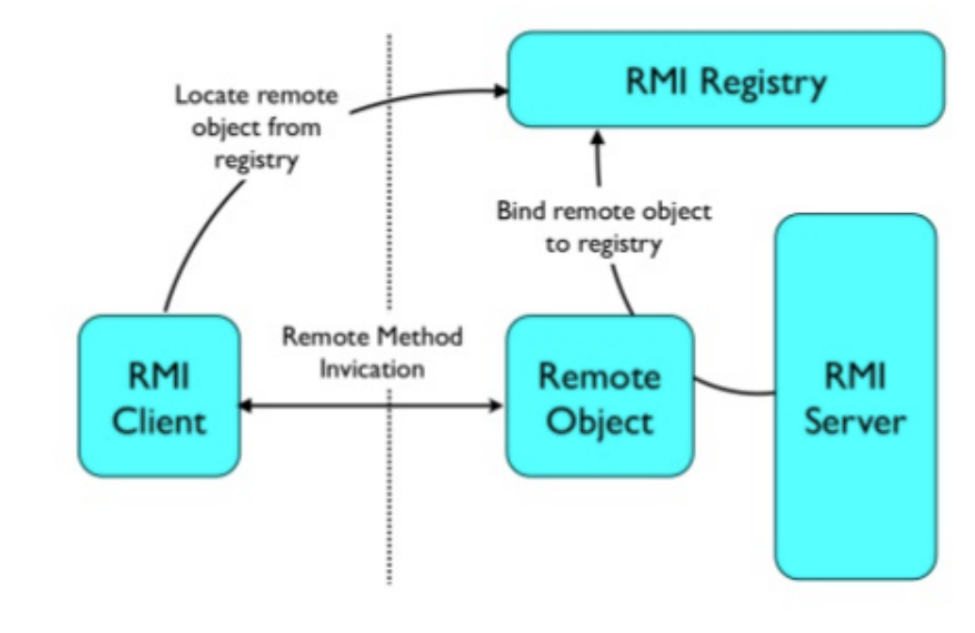 RMI Registry
Locate remote
object from
registry
Bind remote object
to registry
Remote Method
Invication
RMI
Client
Remote
Object
RMI
Server